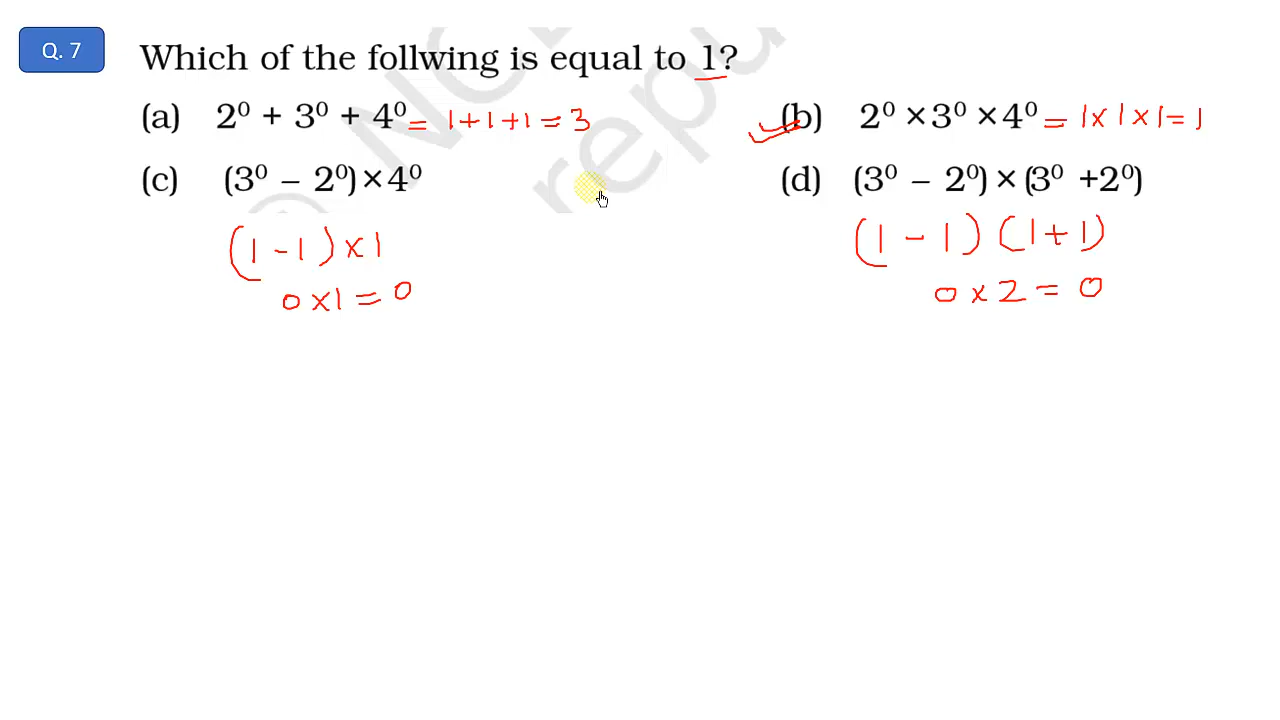 Q. 7
Which of the follwing is equal to 1?
(a) 2⁰ + 3⁰ + 4⁰ = 1+1+1=3
(b) 2⁰ ×3⁰ ×4⁰ = 1×1×1=1
(c) (3⁰ – 2⁰)×4⁰
(d) (3⁰ – 2⁰)×(3⁰ +2⁰)
(1-1)×1
(1-1)(1+1)
0×1=0
0×2=0